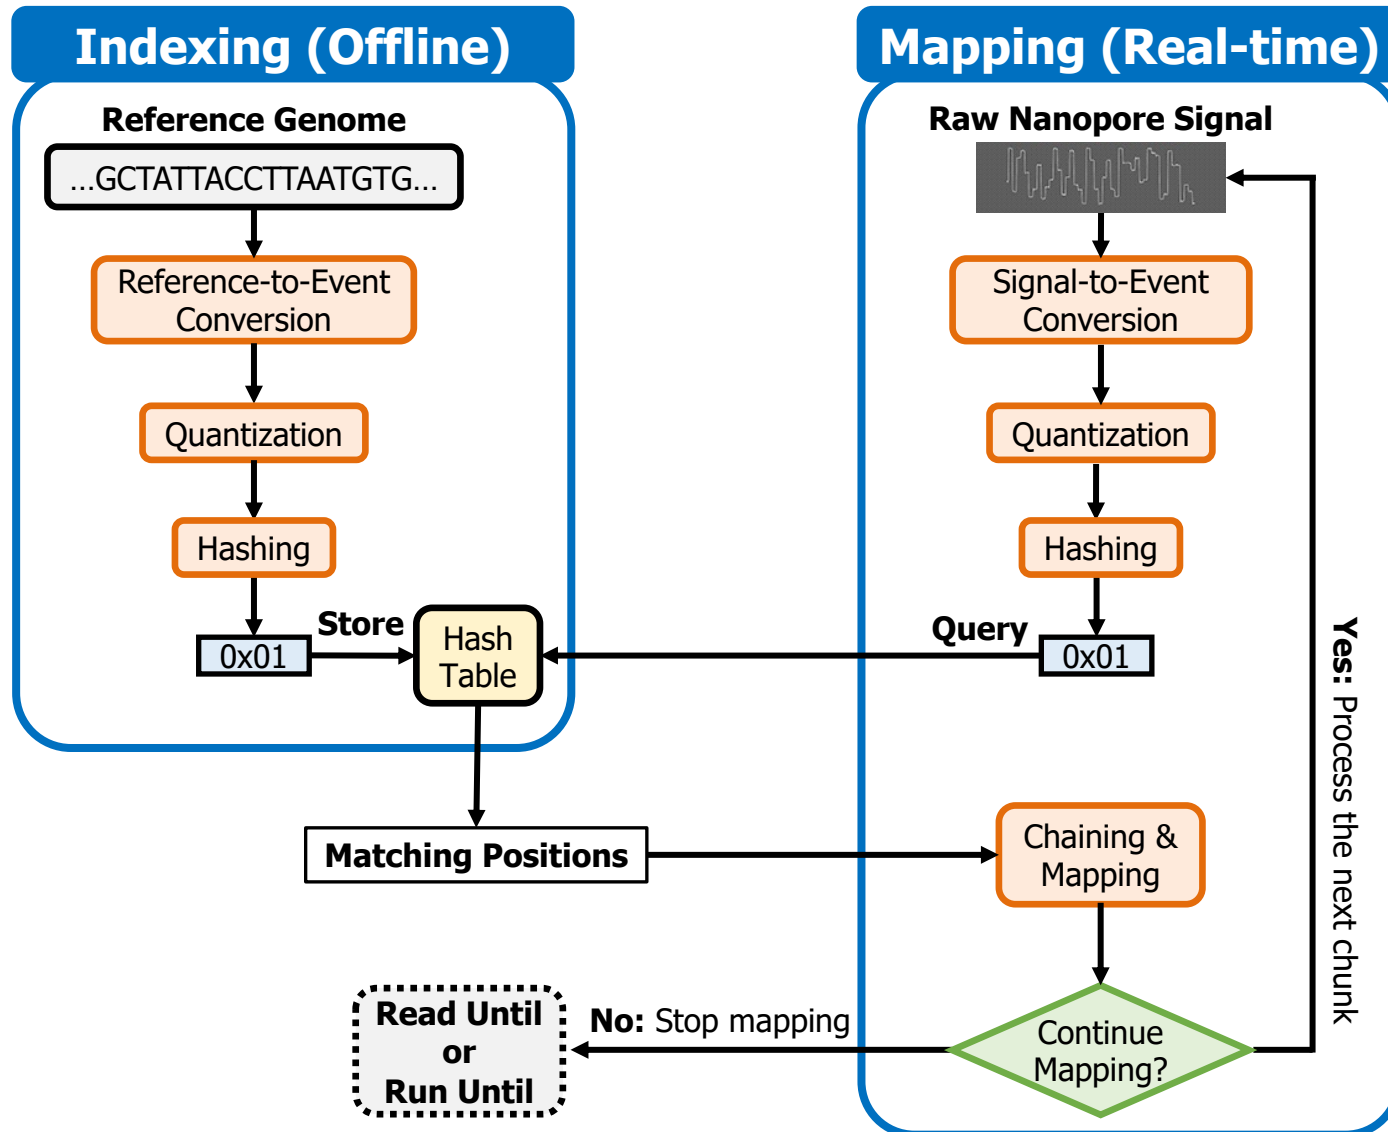 Indexing (Offline)
Reference Genome
...GCTATTACCTTAATGTG...
Reference-to-Event
Conversion
Quantization
Hashing
0x01
Store
Hash
Table
Matching Positions
Mapping (Real-time)
Raw Nanopore Signal
Signal-to-Event
Conversion
Quantization
Hashing
Query
0x01
Chaining &
Mapping
Continue
Mapping?
Yes: Process the next chunk
No: Stop mapping
Read Until
or
Run Until